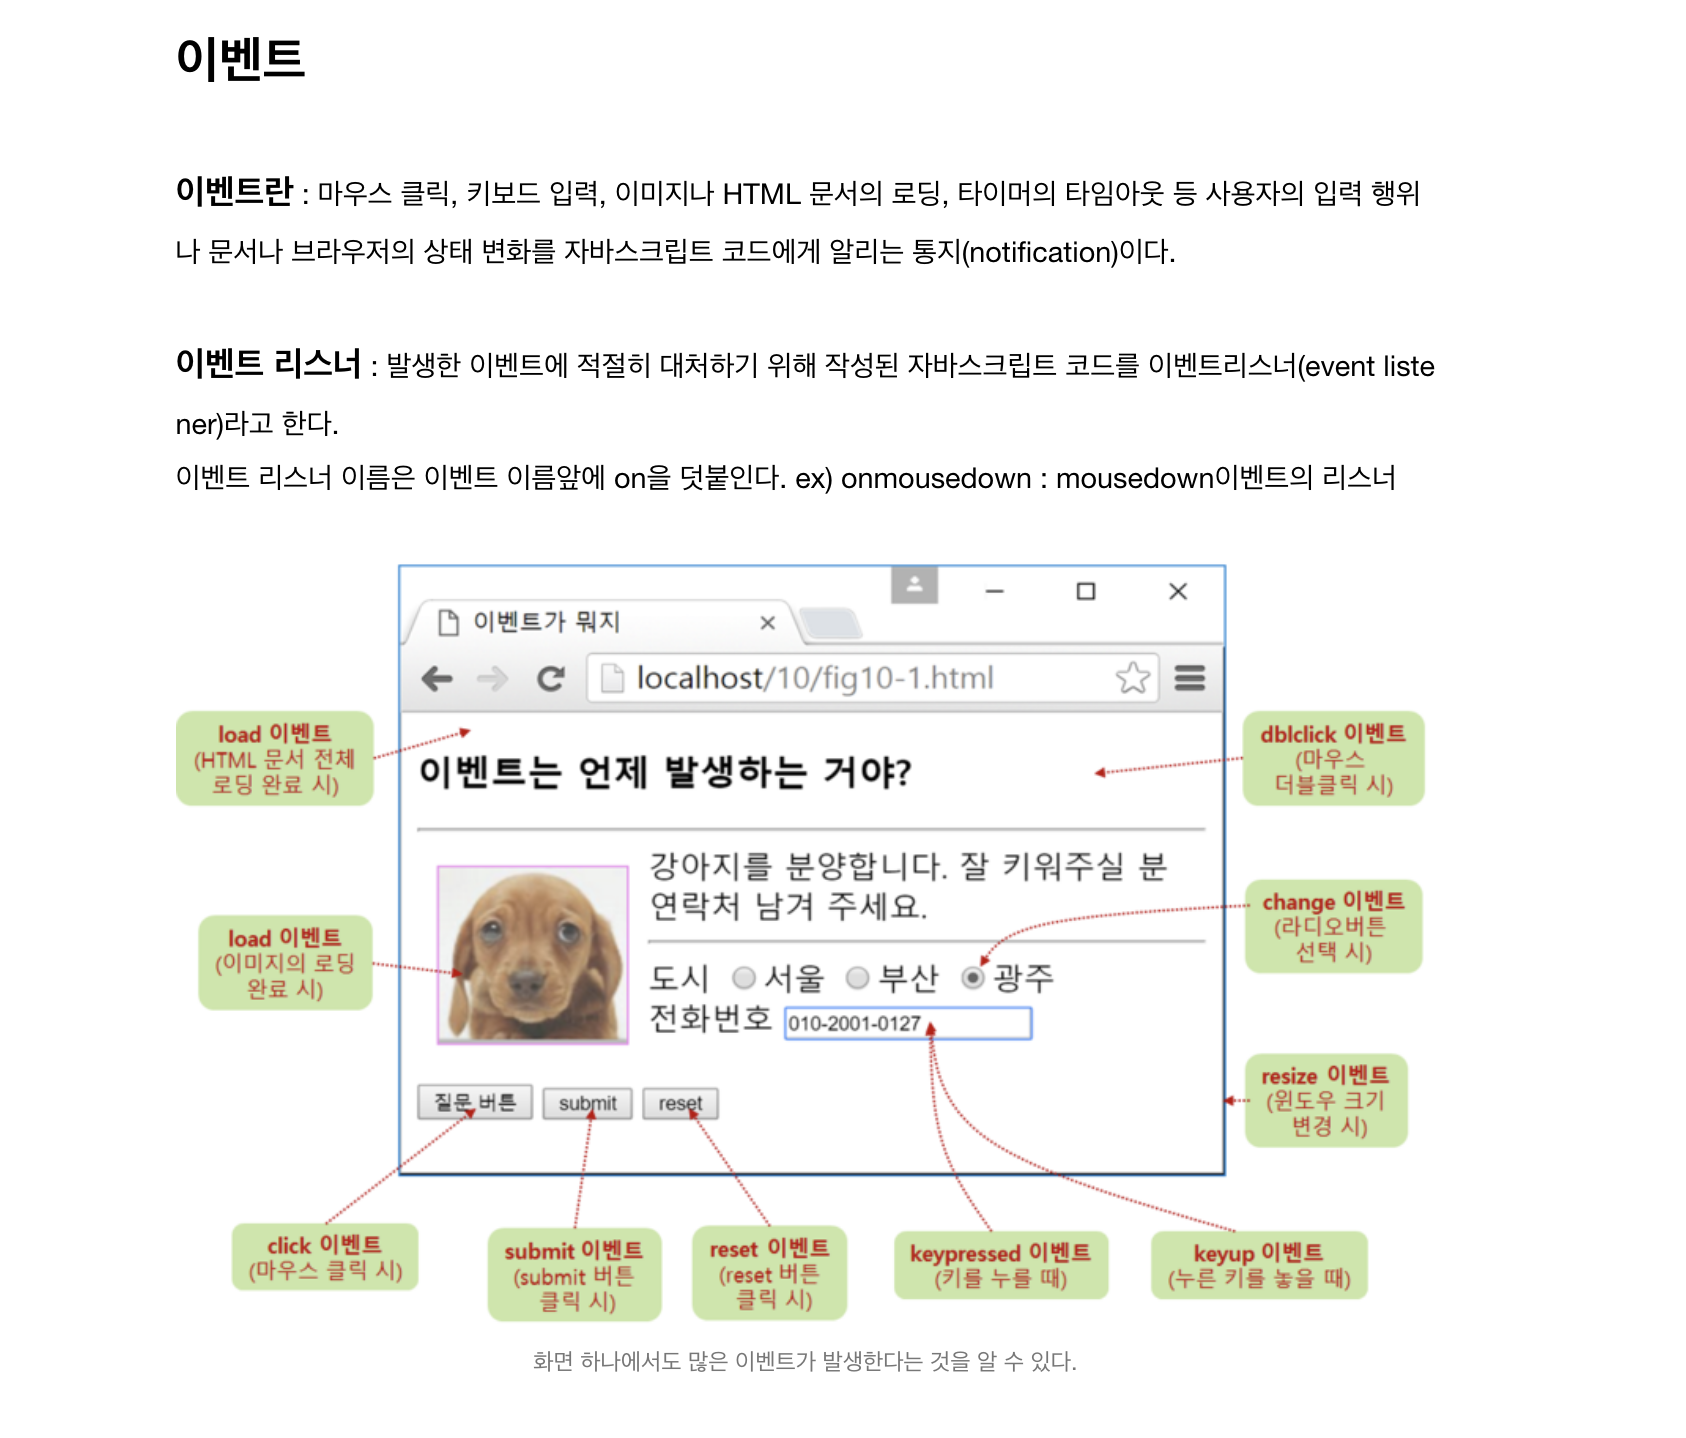 이벤트
이벤트란 : 마우스 클릭, 키보드 입력, 이미지나 HTML 문서의 로딩, 타이머의 타임아웃 등 사용자의 입력 행위
나 문서나 브라우저의 상태 변화를 자바스크립트 코드에게 알리는 통지(notification)이다.
이벤트 리스너 : 발생한 이벤트에 적절히 대처하기 위해 작성된 자바스크립트 코드를 이벤트리스너(event liste
ner)라고 한다.
이벤트 리스너 이름은 이벤트 이름앞에 on을 덧붙인다. ex) onmousedown : mousedown이벤트의 리스너
이벤트가 뭐지
localhost/10/fig10-1.html
load 이벤트
(HTML 문서 전체
로딩 완료 시)
이벤트는 언제 발생하는 거야?
dblclick 이벤트
(마우스
더블클릭 시)
강아지를 분양합니다. 잘 키워주실 분
연락처 남겨 주세요.
change 이벤트
(라디오버튼
선택 시)
load 이벤트
(이미지의 로딩
완료 시)
도시 서울 부산 광주
전화번호 010-2001-0127
resize 이벤트
(윈도우 크기
변경 시)
질문 버튼 submit reset
click 이벤트
(마우스 클릭 시)
submit 이벤트
(submit 버튼
클릭 시)
reset 이벤트
(reset 버튼
클릭 시)
keypressed 이벤트
(키를 누를 때)
keyup 이벤트
(누른 키를 놓을 때)
화면 하나에서도 많은 이벤트가 발생한다는 것을 알 수 있다.